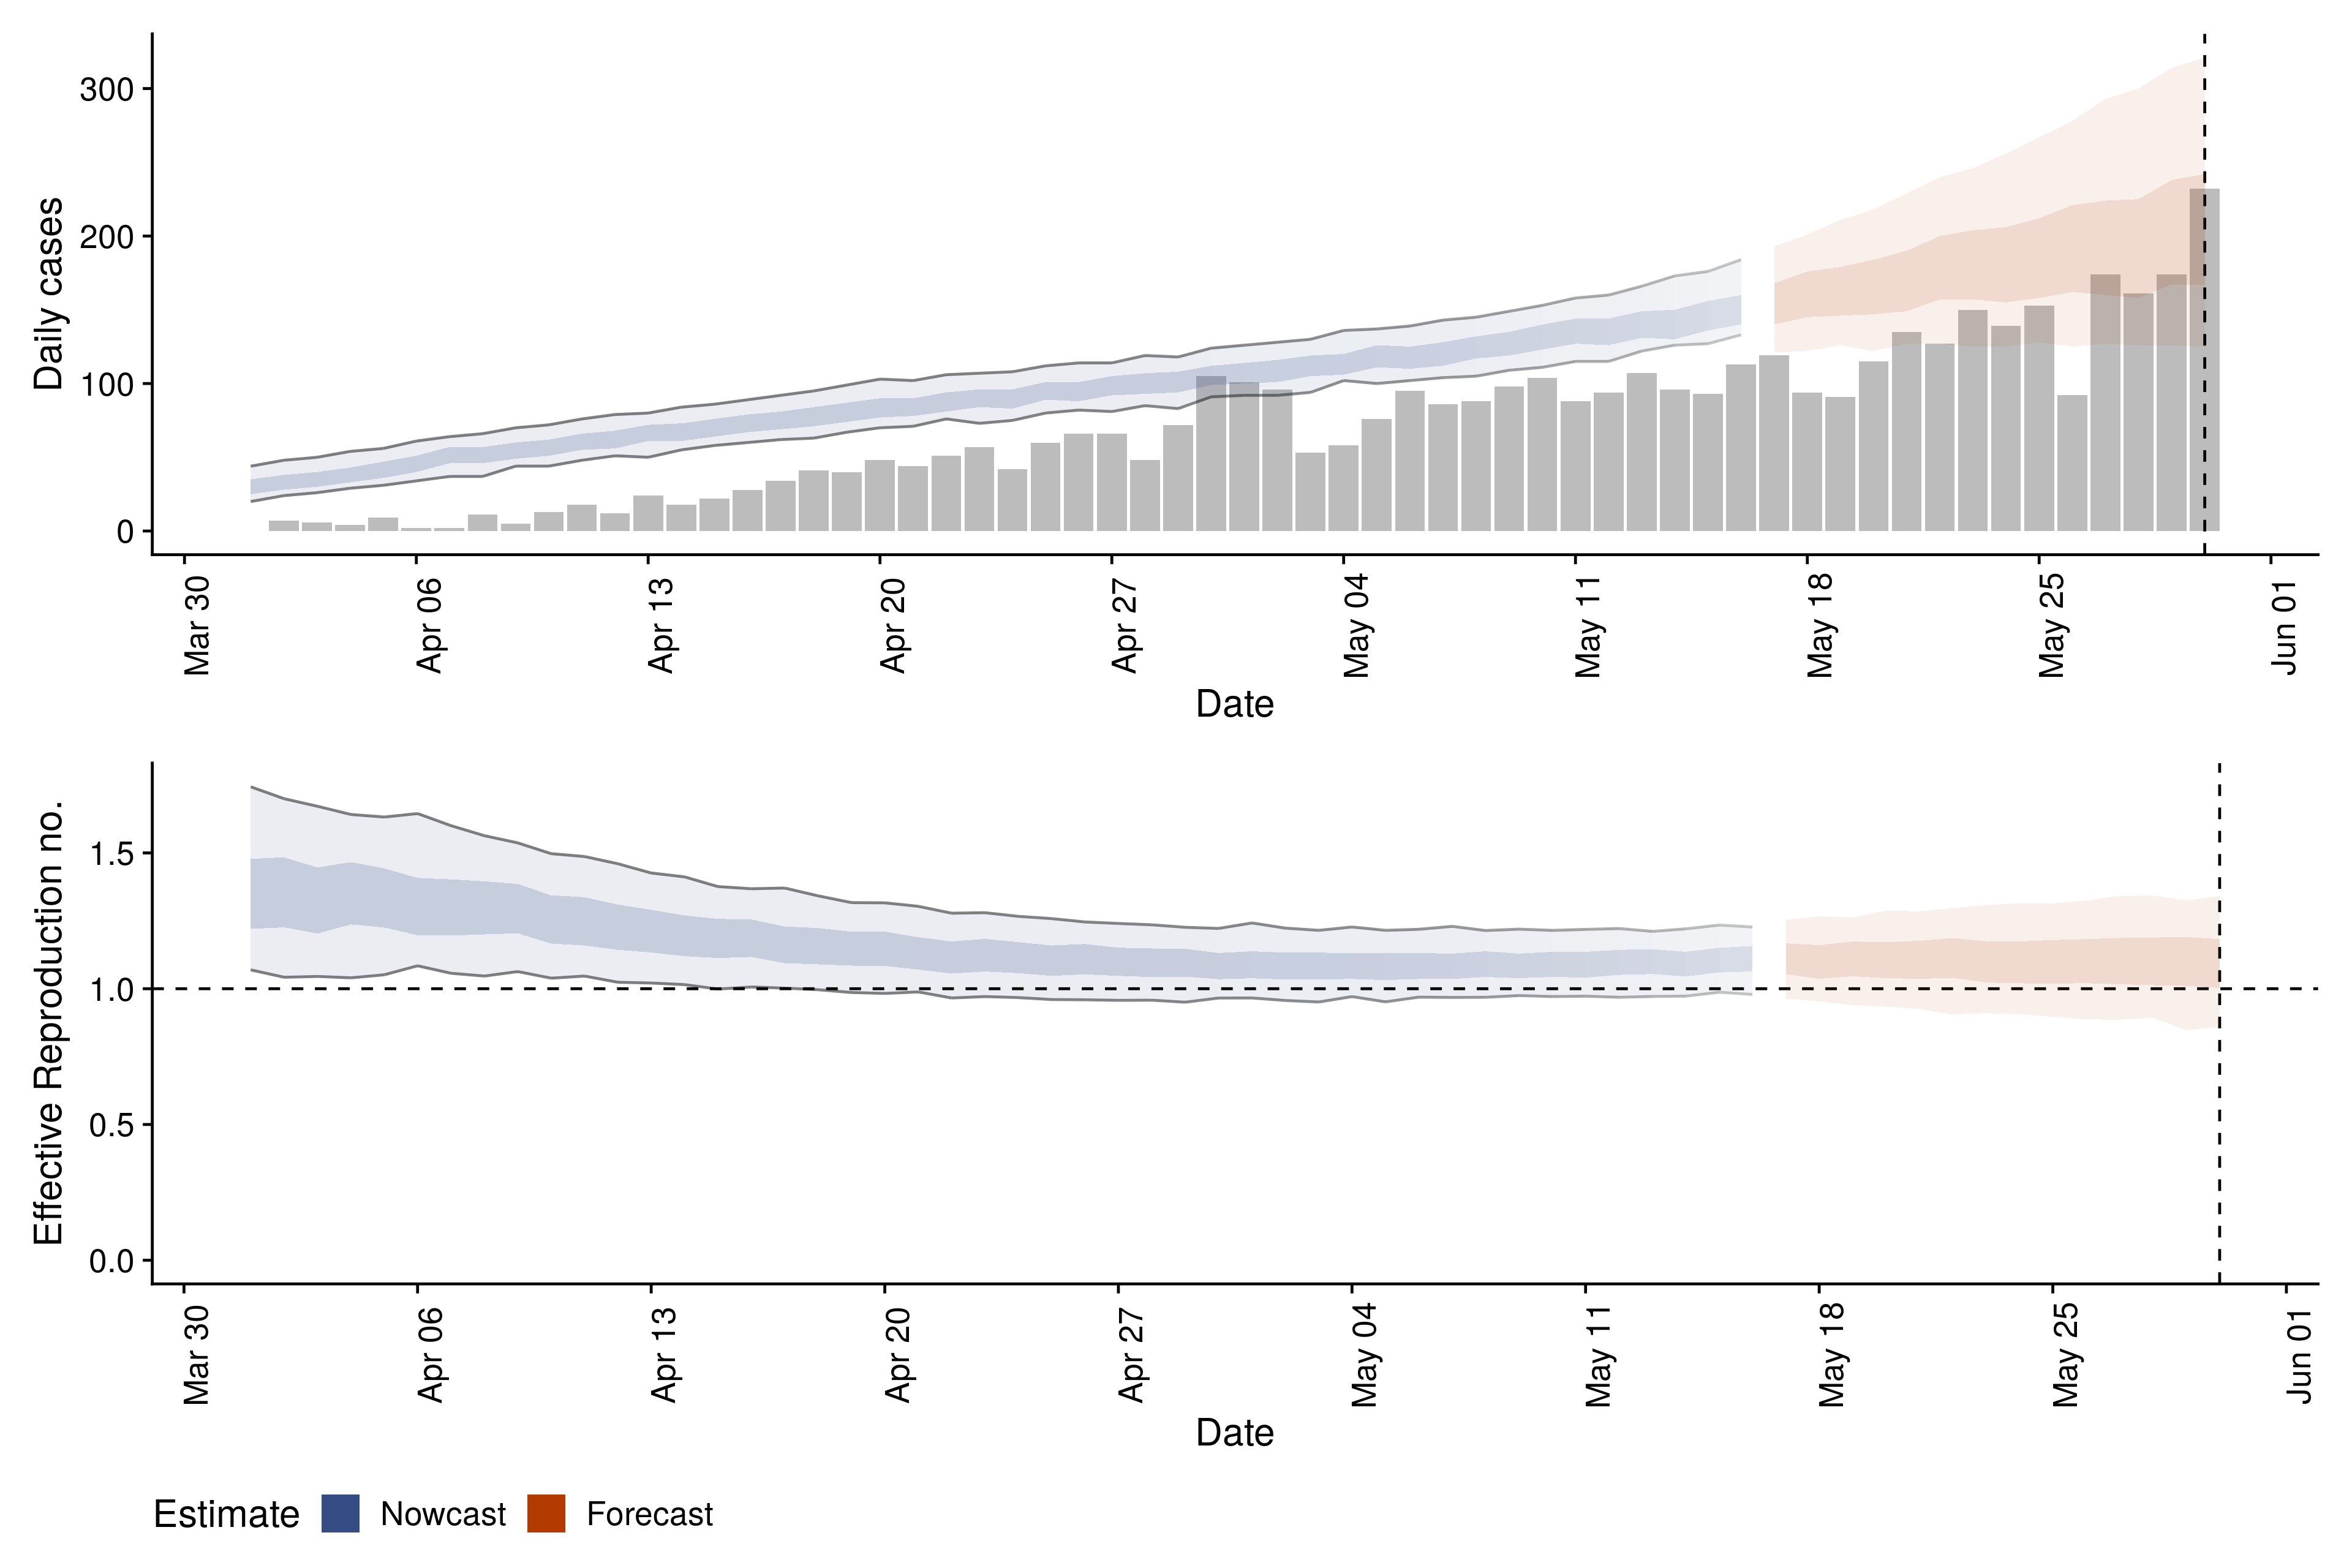 Daily cases
300
200
100
0
Mar 30
Apr 06
Apr 13
Apr 20
Apr 27
May 04
May 11
May 18
May 25
Jun 01
Date
Effective Reproduction no.
1.5
1.0
0.5
0.0
Mar 30
Apr 06
Apr 13
Apr 20
Apr 27
May 04
May 11
May 18
May 25
Jun 01
Date
Estimate Nowcast Forecast